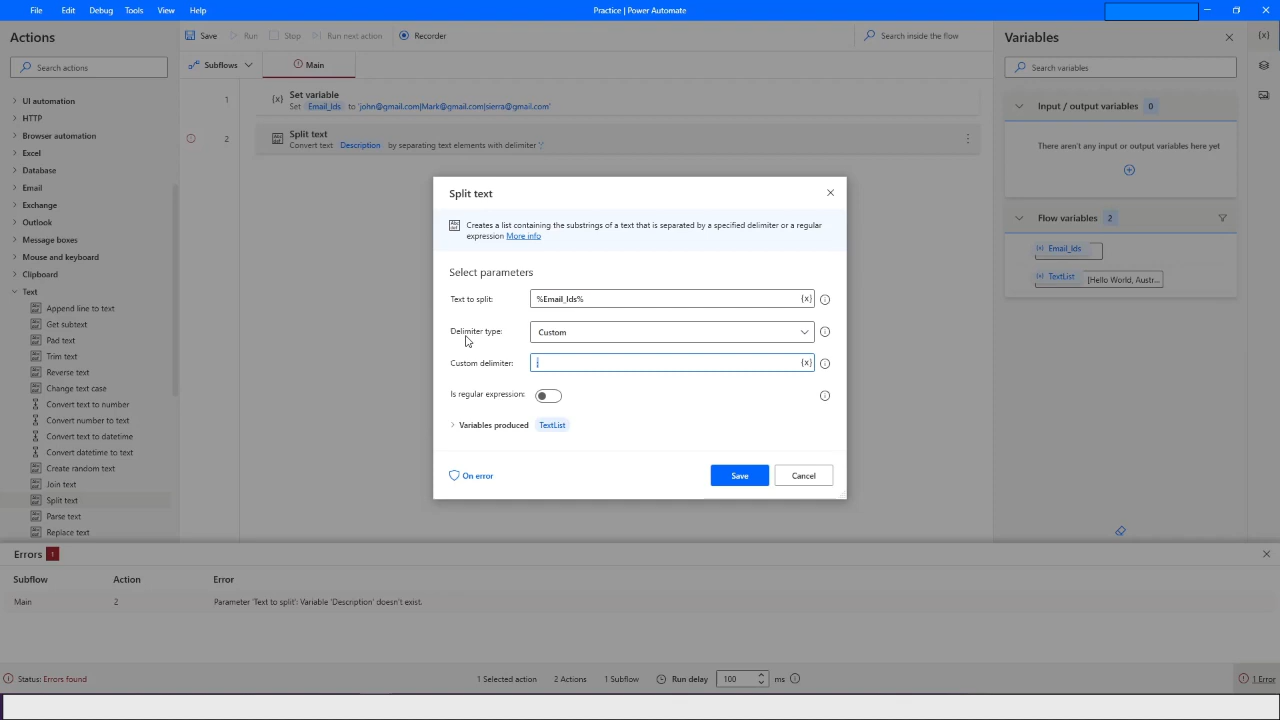 File Edit Debug Tools View Help
Practice | Power Automate
Actions
Search actions
UI automation
HTTP
Browser automation
Excel
Database
Email
Exchange
Outlook
Message boxes
Mouse and keyboard
Clipboard
Text
Append line to text
Get subtext
Pad text
Trim text
Reverse text
Change text case
Convert text to number
Convert number to text
Convert text to datetime
Convert datetime to text
Create random text
Join text
Split text
Parse text
Replace text
Save Run Stop Run next action Recorder
Search inside the flow
Subflows Main
1 Set variable
Set Email_Ids to 'john@gmail.com|Mark@gmail.com|sierra@gmail.com'
2 Split text
Convert text Description by separating text elements with delimiter
Split text
Creates a list containing the substrings of a text that is separated by a specified delimiter or a regular
expression More info
Select parameters
Text to split: %Email_Ids% {x}
Delimiter type: Custom
Custom delimiter: {x}
Is regular expression:
Variables produced TextList
On error Save Cancel
Variables
Search variables
Input / output variables 0
There aren't any input or output variables here yet
Flow variables 2
(x) Email_Ids
(x) TextList [Hello World, Austr...
Errors 1
Subflow Action Error
Main 2 Parameter 'Text to split': Variable 'Description' doesn't exist.
Status: Errors found 1 Selected action 2 Actions 1 Subflow Run delay 100 ms 1 Error